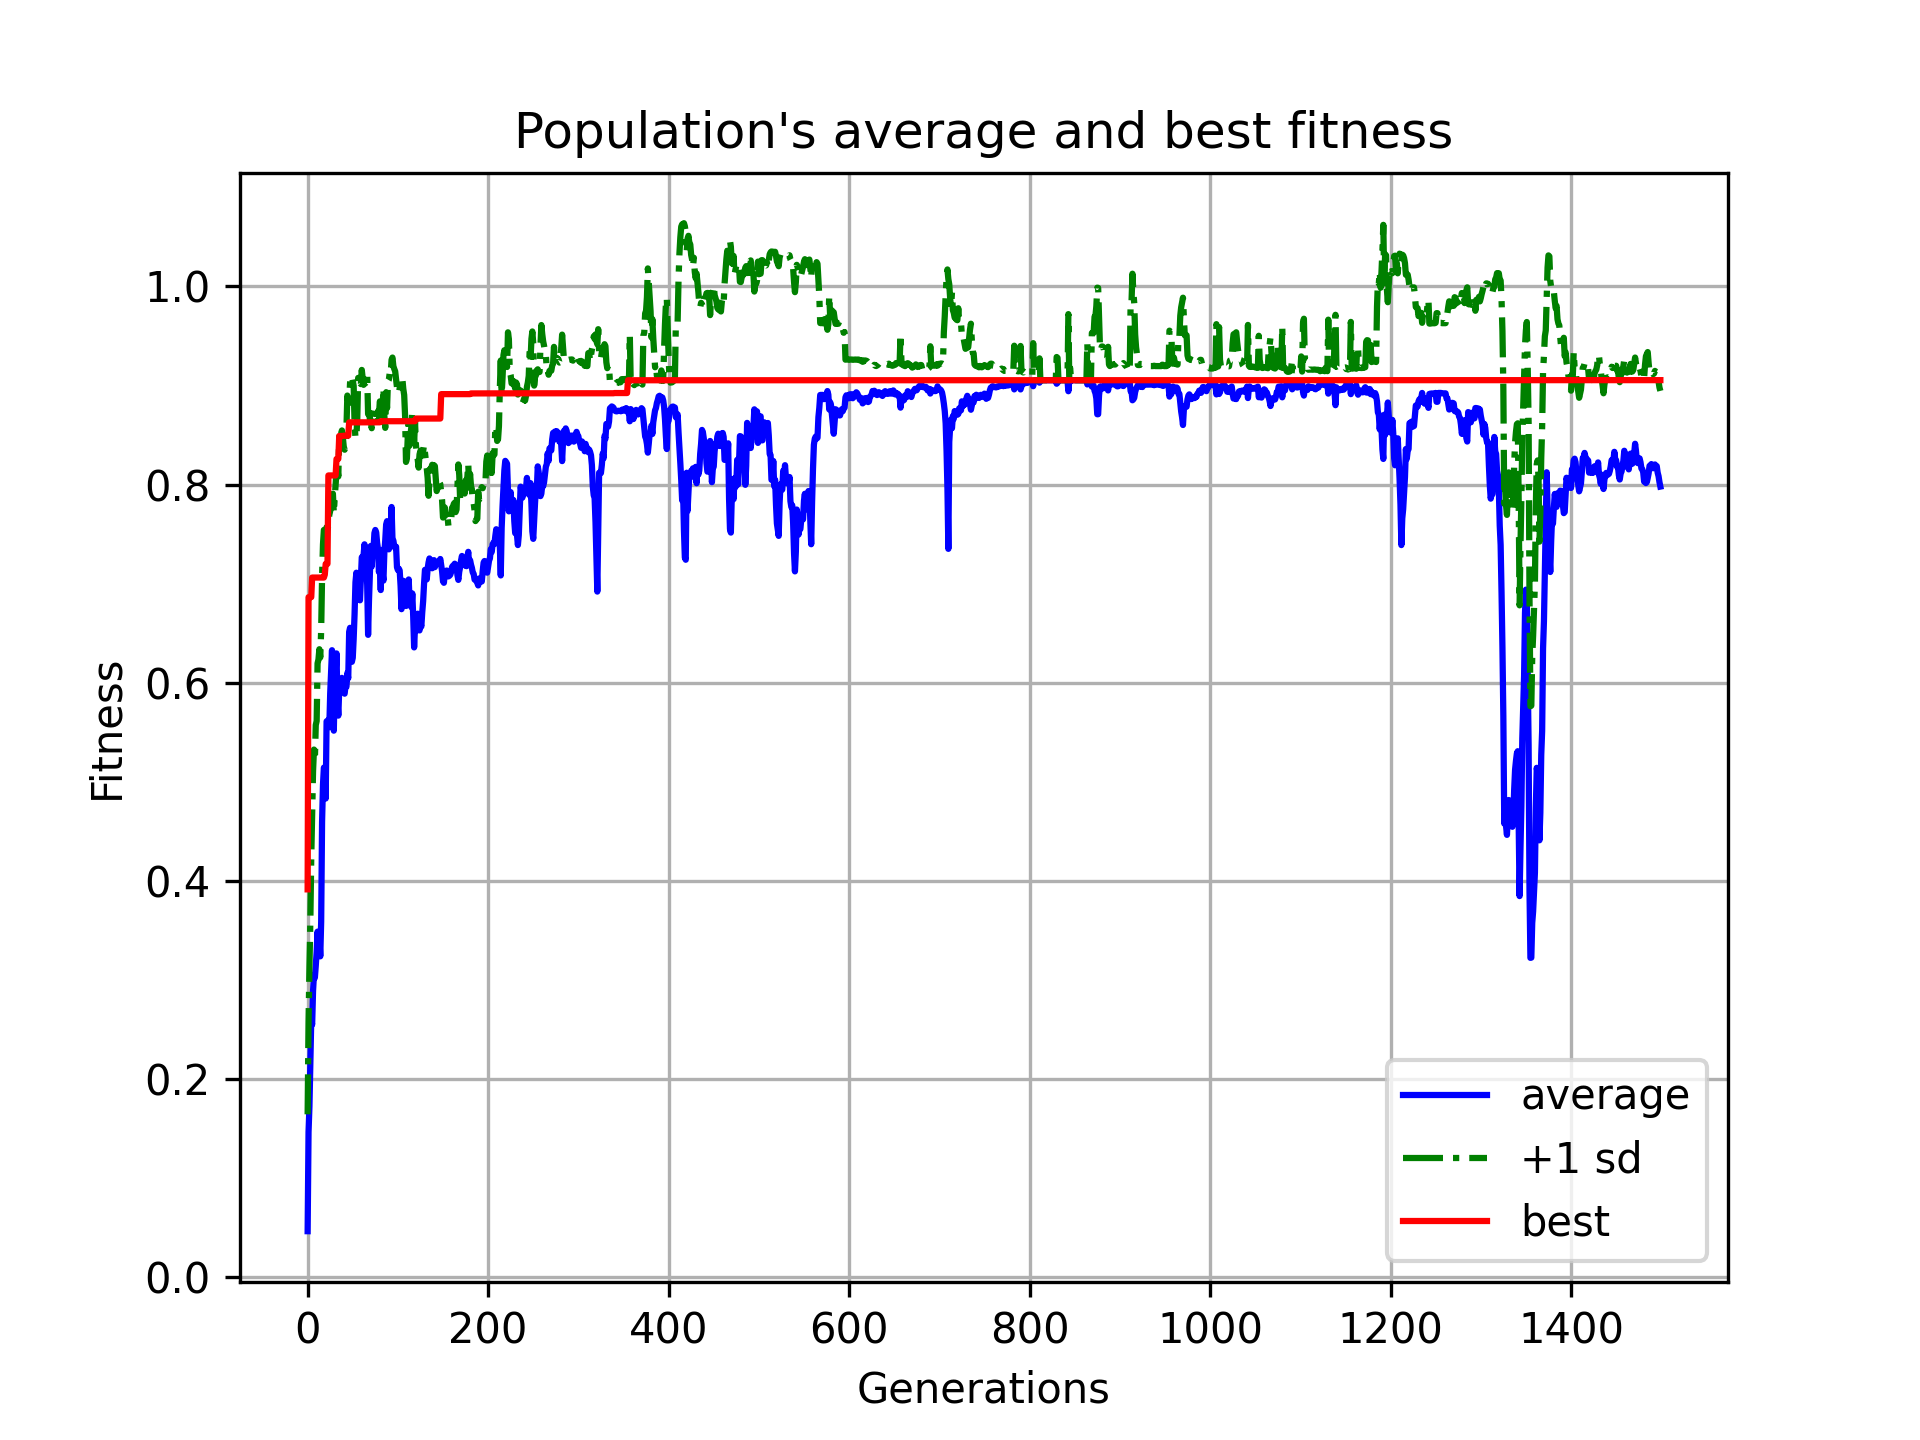 Population's average and best fitness
Fitness
1.0
0.8
0.6
0.4
0.2
0.0
0 200 400 600 800 1000 1200 1400
Generations
average
+1 sd
best